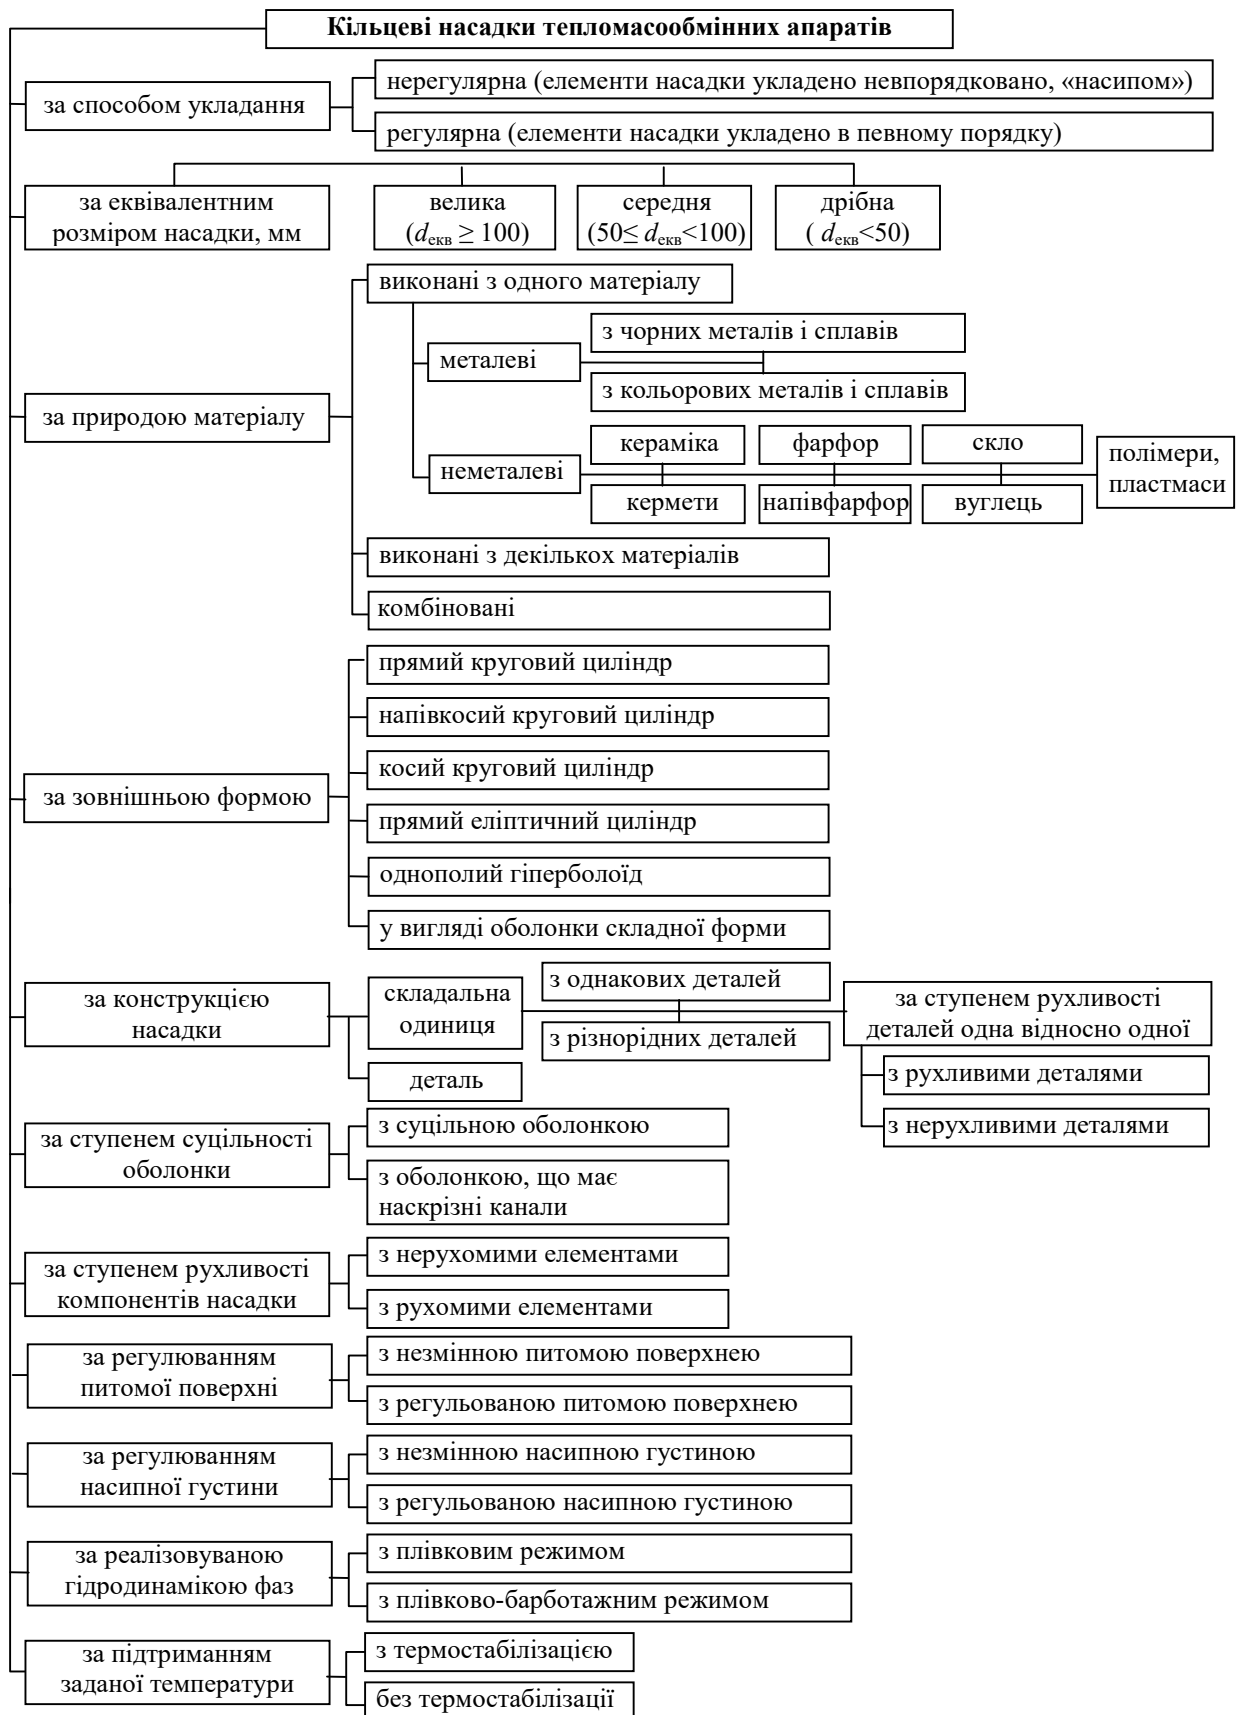 Кільцеві насадки тепломасообмінних апаратів
за способом укладання
нерегулярна (елементи насадки укладено невпорядковано, «насипом»)
регулярна (елементи насадки укладено в певному порядку)
за еквівалентним
розміром насадки, мм
велика
(dекв ≥ 100)
середня
(50≤ dекв<100)
дрібна
( dекв<50)
за природою матеріалу
виконані з одного матеріалу
металеві
з чорних металів і сплавів
з кольорових металів і сплавів
неметалеві
кераміка
фарфор
скло
полімери,
пластмаси
кермети
напівфарфор
вуглець
виконані з декількох матеріалів
комбіновані
за зовнішньою формою
прямий круговий циліндр
напівкосий круговий циліндр
косий круговий циліндр
прямий еліптичний циліндр
однополий гіперболоїд
у вигляді оболонки складної форми
за конструкцією
насадки
складальна
одиниця
з однакових деталей
з різнорідних деталей
за ступенем рухливості
деталей одна відносно одної
з рухливими деталями
з нерухливими деталями
деталь
за ступенем суцільності
оболонки
з суцільною оболонкою
з оболонкою, що має
наскрізні канали
за ступенем рухливості
компонентів насадки
з нерухомими елементами
з рухомими елементами
за регулюванням
питомої поверхні
з незмінною питомою поверхнею
з регульованою питомою поверхнею
за регулюванням
насипної густини
з незмінною насипною густиною
з регульованою насипною густиною
за реалізовуваною
гідродинамікою фаз
з плівковим режимом
з плівково-барботажним режимом
за підтриманням
заданої температури
з термостабілізацією
без термостабілізації